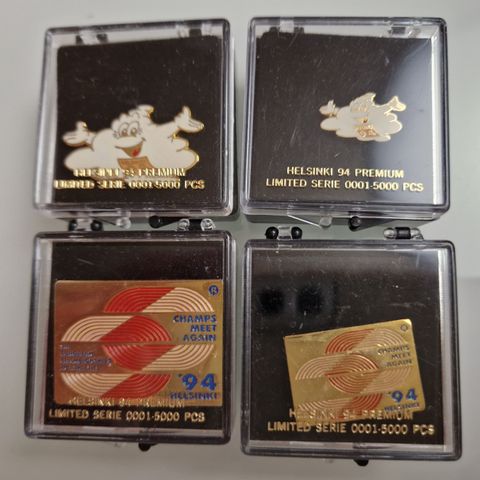 HELSINKI 94 PREMIUM
LIMITED SERIE 0001-5000 PCS
HELSINKI 94 PREMIUM
LIMITED SERIE 0001-5000 PCS
®
CHAMPS
MEET
AGAIN
'94
HELSINKI
HELSINKI 94 PREMIUM
LIMITED SERIE 0001-5000 PCS
CHAMPS
MEET
AGAIN
'94
HELSINKI
HELSINKI 94 PREMIUM
LIMITED SERIE 0001-5000 PCS